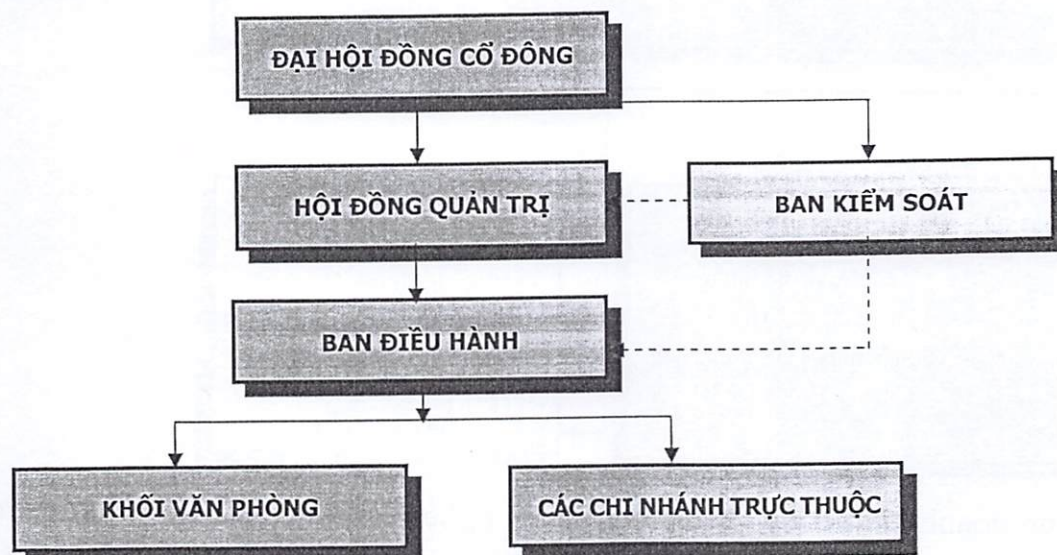 ĐẠI HỘI ĐỒNG CỔ ĐÔNG
HỘI ĐỒNG QUẢN TRỊ
BAN KIỂM SOÁT
BAN ĐIỀU HÀNH
KHỐI VĂN PHÒNG
CÁC CHI NHÁNH TRỰC THUỘC